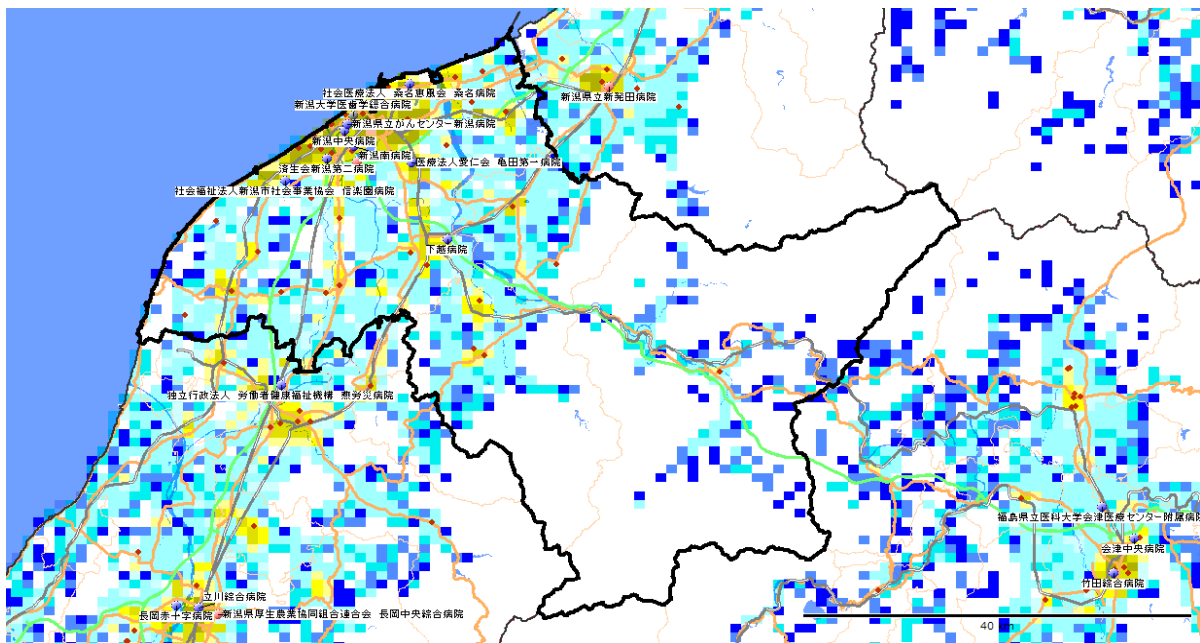 社会医療法人 桑名恵風会 桑名病院
新潟県立新発田病院
新潟大学医歯学総合病院
新潟県立がんセンター新潟病院
新潟中央病院
新潟南病院
医療法人愛仁会 亀田第一病院
済生会新潟第二病院
社会福祉法人新潟市社会事業協会 信楽園病院
下越病院
独立行政法人 労働者健康福祉機構 燕労災病院
福島県立医科大学会津医療センター附属病院
会津中央病院
竹田綜合病院
立川綜合病院
長岡赤十字病院
新潟県厚生農業協同組合連合会 長岡中央綜合病院
40 km